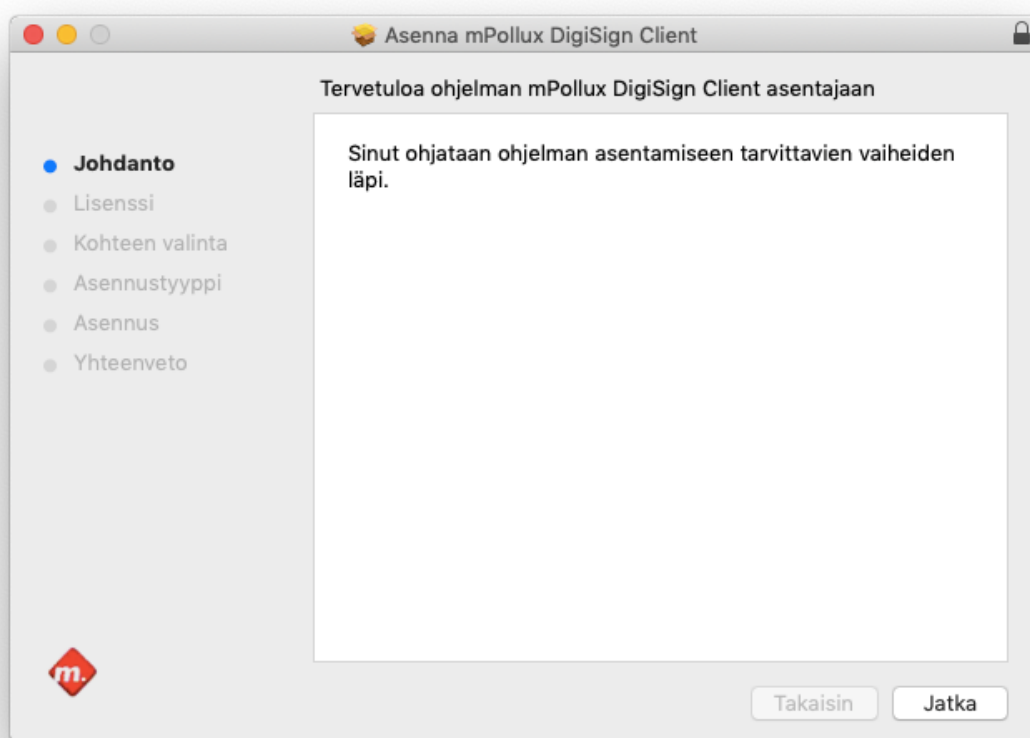 Asenna mPollux DigiSign Client
Tervetuloa ohjelman mPollux DigiSign Client asentajaan
Johdanto
Lisenssi
Kohteen valinta
Asennustyyppi
Asennus
Yhteenveto
Sinut ohjataan ohjelman asentamiseen tarvittavien vaiheiden
läpi.
m.
Takaisin
Jatka